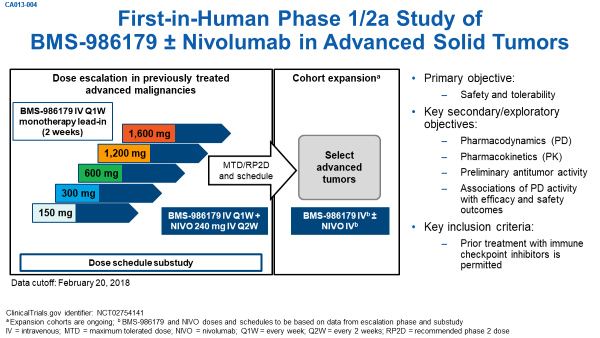 CA013-004
First-in-Human Phase 1/2a Study of
BMS-986179 ± Nivolumab in Advanced Solid Tumors
Dose escalation in previously treated
advanced malignancies
BMS-986179 IV Q1W
monotherapy lead-in
(2 weeks)
1,600 mg
1,200 mg
600 mg
300 mg
150 mg
MTD/RP2D
and schedule
BMS-986179 IV Q1W +
NIVO 240 mg IV Q2W
Dose schedule substudy
Cohort expansionᵃ
Select
advanced
tumors
BMS-986179 IVᵇ ±
NIVO IVᵇ
• Primary objective:
– Safety and tolerability
• Key secondary/exploratory
objectives:
– Pharmacodynamics (PD)
– Pharmacokinetics (PK)
– Preliminary antitumor activity
– Associations of PD activity
with efficacy and safety
outcomes
• Key inclusion criteria:
– Prior treatment with immune
checkpoint inhibitors is
permitted
Data cutoff: February 20, 2018
ClinicalTrials.gov identifier: NCT02754141
ᵃ Expansion cohorts are ongoing; ᵇ BMS-986179 and NIVO doses and schedules to be based on data from escalation phase and substudy
IV = intravenous; MTD = maximum tolerated dose; NIVO = nivolumab; Q1W = every week; Q2W = every 2 weeks; RP2D = recommended phase 2 dose